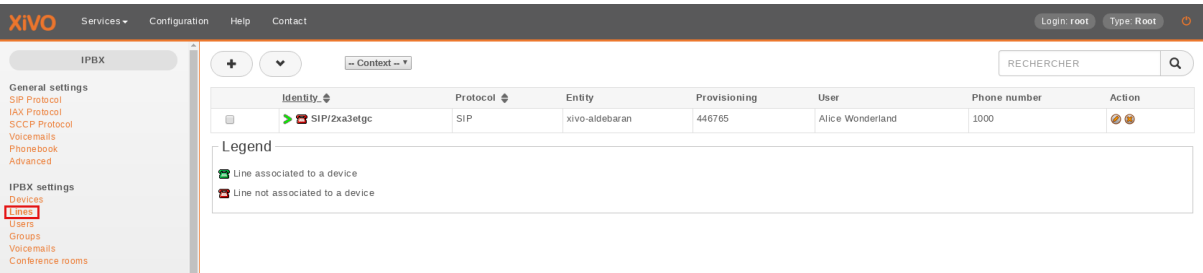 XiVO Services Configuration Help Contact Login: root Type: Root
IPBX
General settings
SIP Protocol
IAX Protocol
SCCP Protocol
Voicemails
Phonebook
Advanced
IPBX settings
Devices
Lines
Users
Groups
Voicemails
Conference rooms
-- Context --
RECHERCHER
Identity Protocol Entity Provisioning User Phone number Action
SIP/2xa3etgc SIP xivo-aldebaran 446765 Alice Wonderland 1000
Legend
Line associated to a device
Line not associated to a device